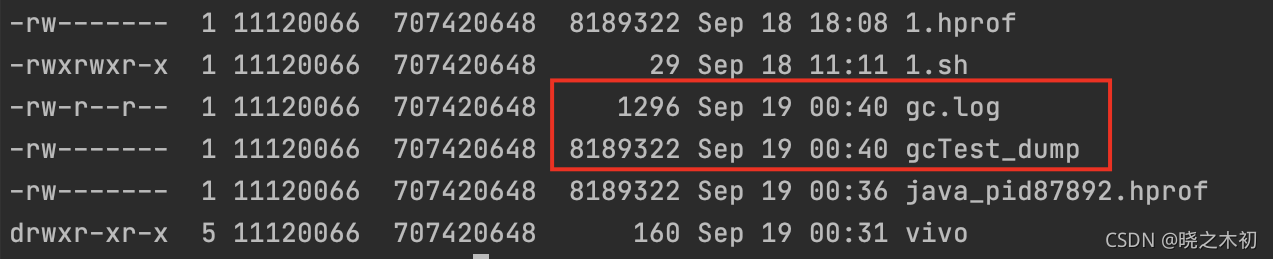 -rw-------  1 11120066  707420648  8189322 Sep 18 18:08 1.hprof
-rwxrwxr-x  1 11120066  707420648       29 Sep 18 11:11 1.sh
-rw-r--r--  1 11120066  707420648     1296 Sep 19 00:40 gc.log
-rw-------  1 11120066  707420648  8189322 Sep 19 00:40 gcTest_dump
-rw-------  1 11120066  707420648  8189322 Sep 19 00:36 java_pid87892.hprof
drwxr-xr-x  5 11120066  707420648      160 Sep 19 00:31 vivo
CSDN @晓之木初